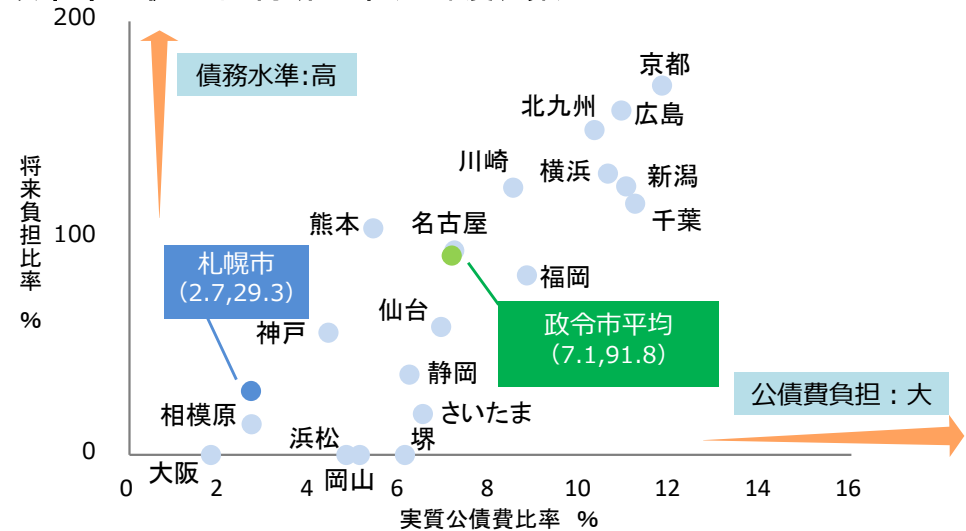 200
債務水準:高
京都
北九州
広島
川崎
横浜
新潟
千葉
将来負担比率 %
熊本
名古屋
100
札幌市
(2.7,29.3)
福岡
仙台
神戸
政令市平均
(7.1,91.8)
静岡
公債費負担：大
相模原
さいたま
浜松
堺
0
大阪
岡山
0 2 4 6 8 10 12 14 16
実質公債費比率 %